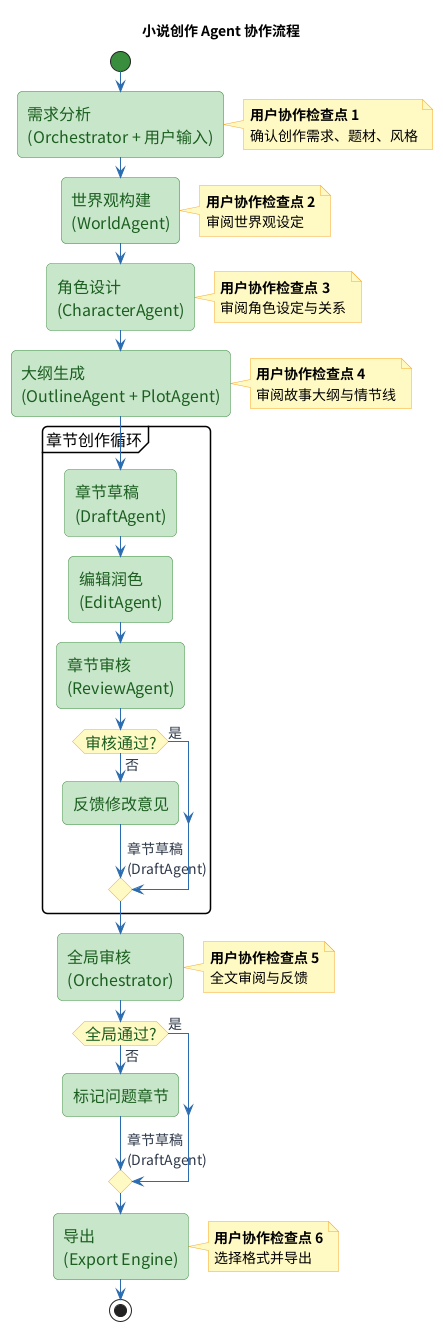 小说创作 Agent 协作流程
需求分析
(Orchestrator + 用户输入)
用户协作检查点 1
确认创作需求、题材、风格
世界观构建
(WorldAgent)
用户协作检查点 2
审阅世界观设定
角色设计
(CharacterAgent)
用户协作检查点 3
审阅角色设定与关系
大纲生成
(OutlineAgent + PlotAgent)
用户协作检查点 4
审阅故事大纲与情节线
章节创作循环
章节草稿
(DraftAgent)
编辑润色
(EditAgent)
章节审核
(ReviewAgent)
审核通过?
是
否
反馈修改意见
章节草稿
(DraftAgent)
全局审核
(Orchestrator)
用户协作检查点 5
全文审阅与反馈
全局通过?
是
否
标记问题章节
章节草稿
(DraftAgent)
导出
(Export Engine)
用户协作检查点 6
选择格式并导出